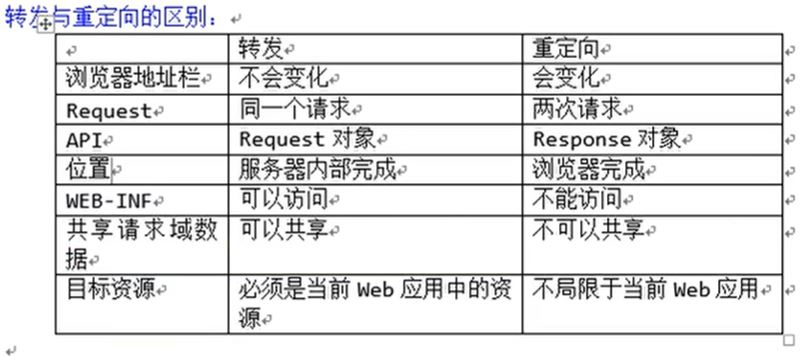 转发与重定向的区别：
转发 重定向
浏览器地址栏 不会变化 会变化
Request 同一个请求 两次请求
API Request 对象 Response 对象
位置 服务器内部完成 浏览器完成
WEB-INF 可以访问 不能访问
共享请求域数 可以共享 不可以共享
据
目标资源 必须是当前 Web 应用中的资 不局限于当前 Web 应用
源